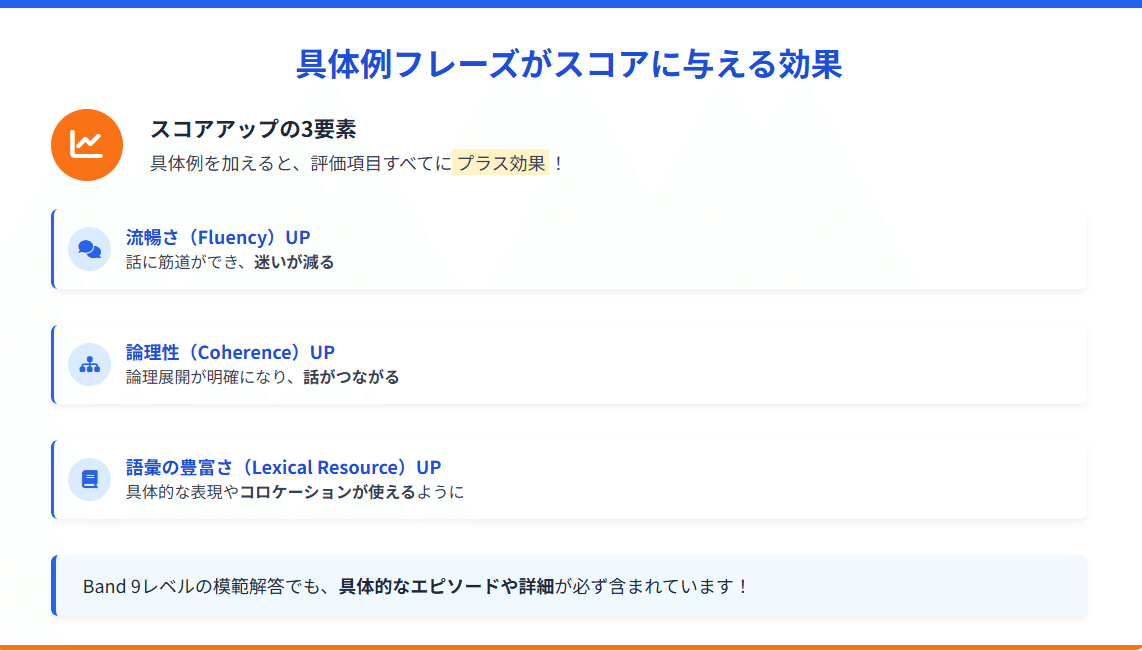 具体例フレーズがスコアに与える効果
スコアアップの3要素
具体例を加えると、評価項目すべてにプラス効果！
流暢さ（Fluency）UP
話に筋道ができ、迷いが減る
論理性（Coherence）UP
論理展開が明確になり、話がつながる
語彙の豊富さ（Lexical Resource）UP
具体的な表現やコロケーションが使えるように
Band 9レベルの模範解答でも、具体的なエピソードや詳細が必ず含まれています！